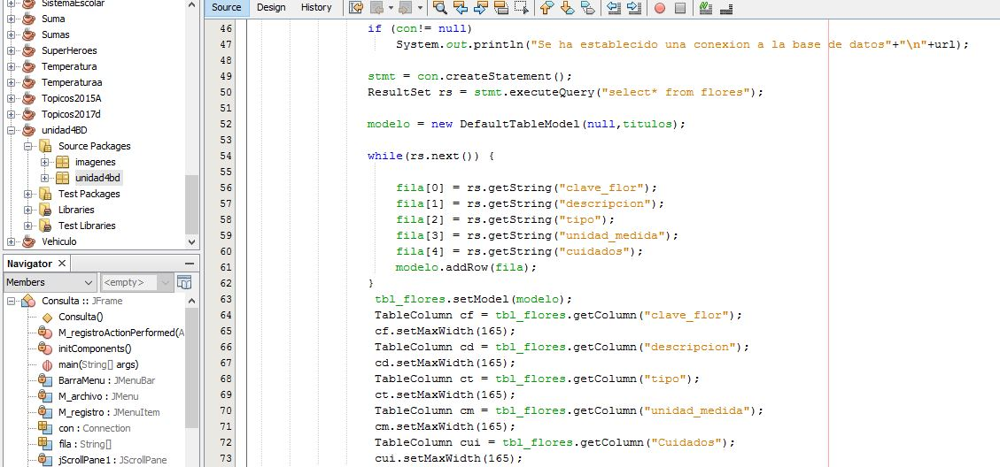 SistemaEscolar
Suma
Sumas
SuperHeroes
Temperatura
Temperaturaa
Topicos2015A
Topicos2017d
unidad4BD
Source Packages
imagenes
unidad4bd
Test Packages
Libraries
Test Libraries
Vehiculo
Navigator
Members
<empty>
Consulta :: JFrame
Consulta()
M_registroActionPerformed(A
initComponents()
main(String[] args)
BarraMenu : JMenuBar
M_archivo : JMenu
M_registro : JMenuItem
con : Connection
fila : String[]
jScrollPane1 : JScrollPane
Source Design History
46 if (con!= null)
47 System.out.println("Se ha establecido una conexion a la base de datos"+"\n"+url);
48
49 stmt = con.createStatement();
50 ResultSet rs = stmt.executeQuery("select* from flores");
51
52 modelo = new DefaultTableModel(null,titulos);
53
54 while(rs.next()) {
55
56 fila[0] = rs.getString("clave_flor");
57 fila[1] = rs.getString("descripcion");
58 fila[2] = rs.getString("tipo");
59 fila[3] = rs.getString("unidad_medida");
60 fila[4] = rs.getString("cuidados");
61 modelo.addRow(fila);
62 }
63 tbl_flores.setModel(modelo);
64 TableColumn cf = tbl_flores.getColumn("clave_flor");
65 cf.setMaxWidth(165);
66 TableColumn cd = tbl_flores.getColumn("descripcion");
67 cd.setMaxWidth(165);
68 TableColumn ct = tbl_flores.getColumn("tipo");
69 ct.setMaxWidth(165);
70 TableColumn cm = tbl_flores.getColumn("unidad_medida");
71 cm.setMaxWidth(165);
72 TableColumn cui = tbl_flores.getColumn("Cuidados");
73 cui.setMaxWidth(165);